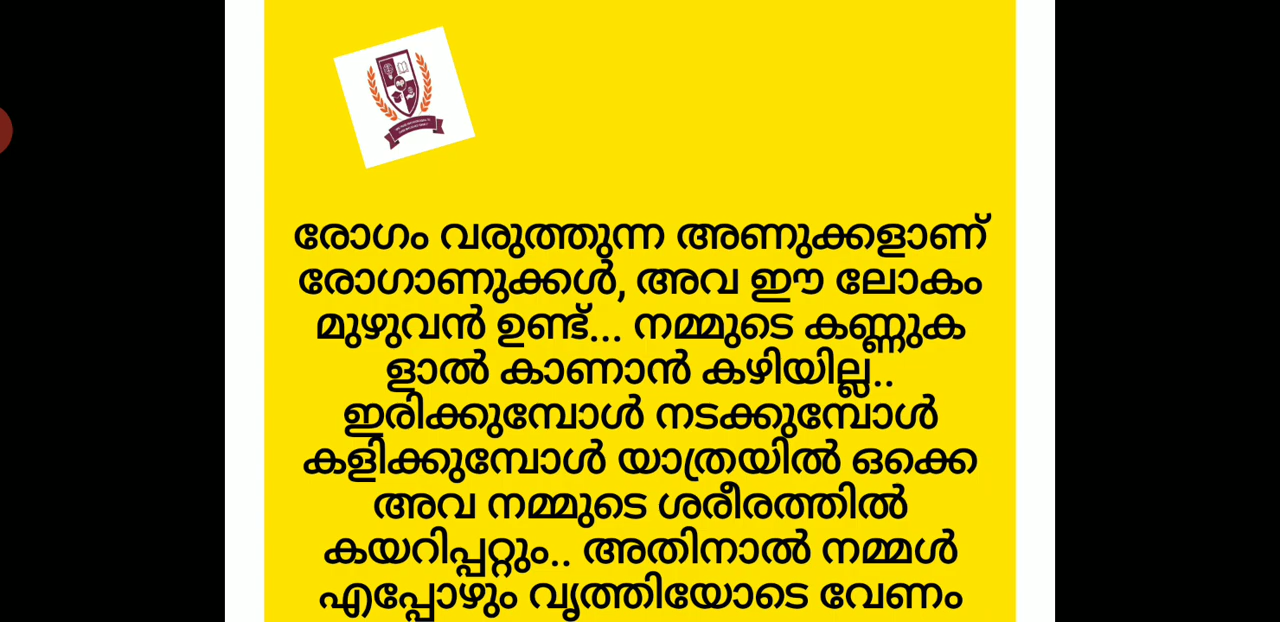 രോഗം വരുത്തുന്ന അണുക്കളാണ്
രോഗാണുക്കൾ, അവ ഈ ലോകം
മുഴുവൻ ഉണ്ട്... നമ്മുടെ കണ്ണുക
ളാൽ കാണാൻ കഴിയില്ല..
ഇരിക്കുമ്പോൾ നടക്കുമ്പോൾ
കളിക്കുമ്പോൾ യാത്രയിൽ ഒക്കെ
അവ നമ്മുടെ ശരീരത്തിൽ
കയറിപ്പറ്റും.. അതിനാൽ നമ്മൾ
എപ്പോഴും വൃത്തിയോടെ വേണം